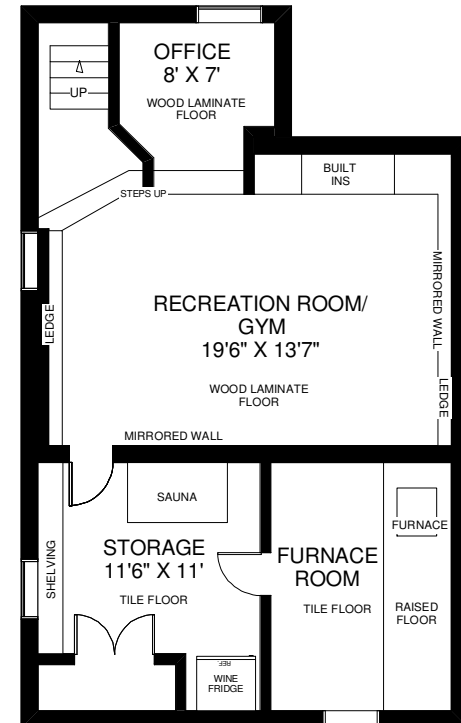 OFFICE
8' X 7'
WOOD LAMINATE
FLOOR
UP
BUILT
INS
STEPS UP
MIRRORED WALL
LEDGE
RECREATION ROOM/
GYM
19'6" X 13'7"
WOOD LAMINATE
FLOOR
LEDGE
MIRRORED WALL
SAUNA
SHELVING
STORAGE
11'6" X 11'
TILE FLOOR
FURNACE
FURNACE
ROOM
TILE FLOOR
RAISED
FLOOR
REF.
WINE
FRIDGE